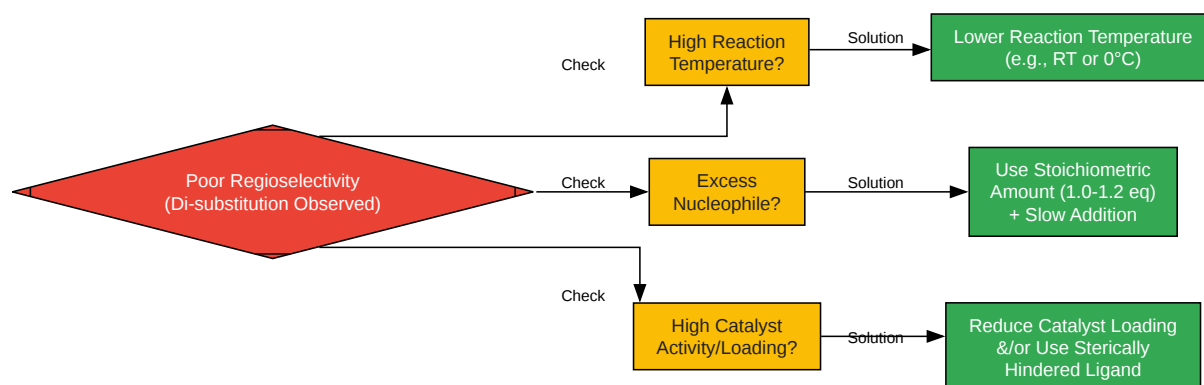 Poor Regioselectivity
(Di-substitution Observed)
Check
High Reaction
Temperature?
Solution
Lower Reaction Temperature
(e.g., RT or 0°C)
Check
Excess
Nucleophile?
Solution
Use Stoichiometric
Amount (1.0-1.2 eq)
+ Slow Addition
Check
High Catalyst
Activity/Loading?
Solution
Reduce Catalyst Loading
&/or Use Sterically
Hindered Ligand